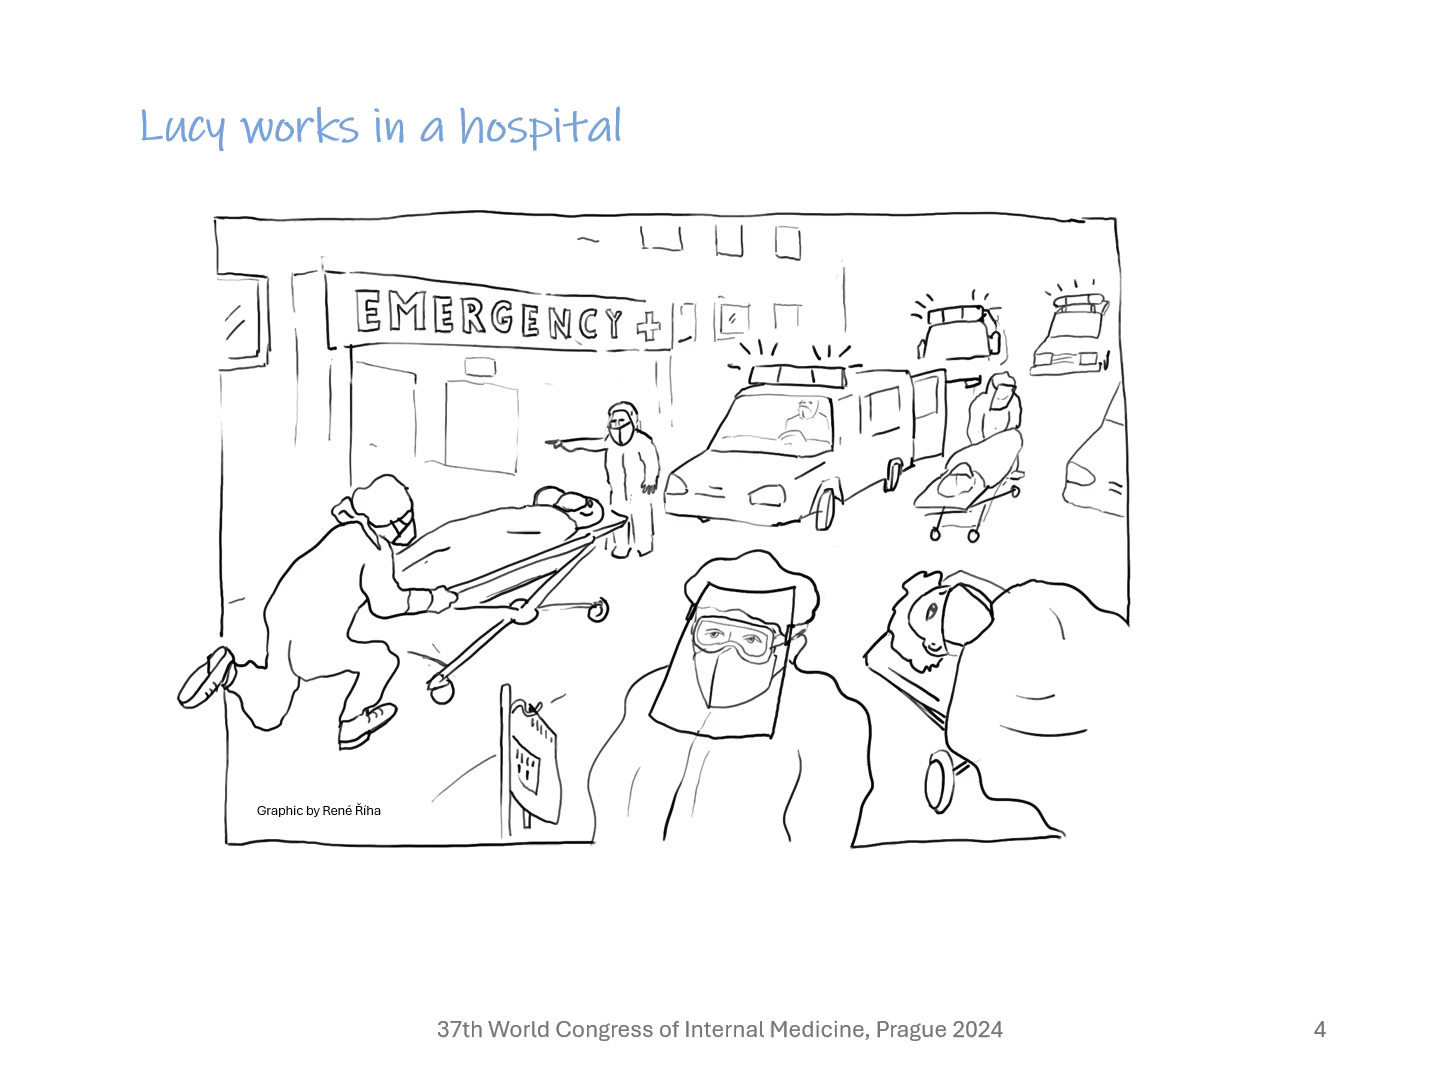 Lucy works in a hospital
EMERGENCY +
Graphic by René Říha
37th World Congress of Internal Medicine, Prague 2024
4